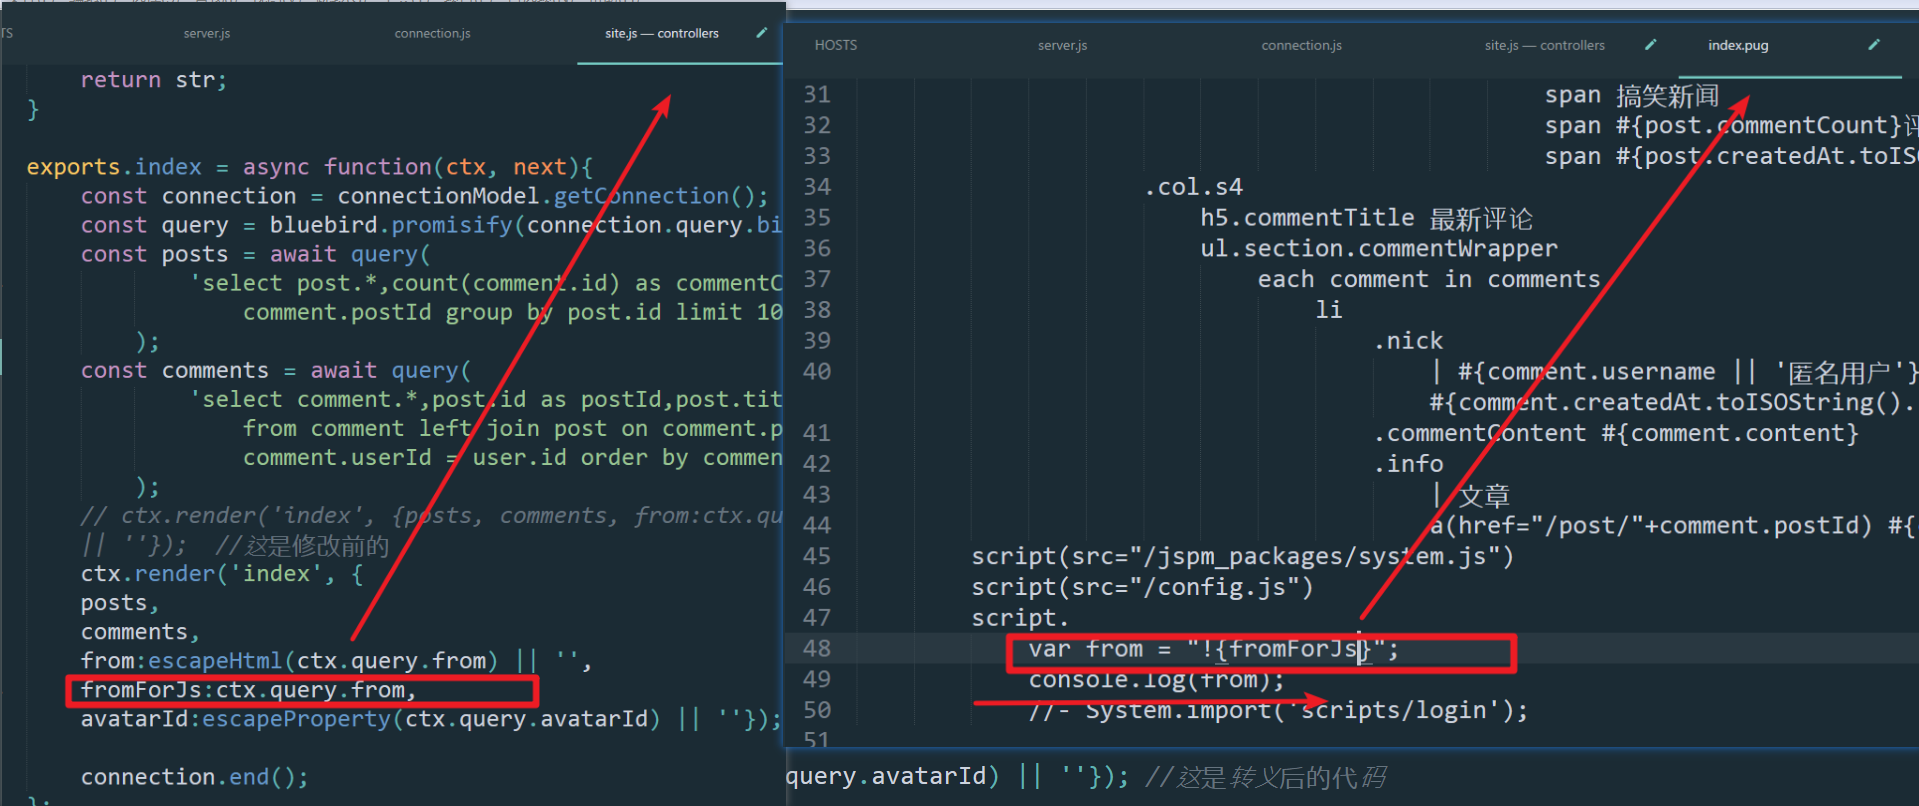 TS server.js connection.js site.js — controllers
return str;
}
exports.index = async function(ctx, next){
const connection = connectionModel.getConnection();
const query = bluebird.promisify(connection.query.bi
const posts = await query(
'select post.*,count(comment.id) as commentC
comment.postId group by post.id limit 10
);
const comments = await query(
'select comment.*,post.id as postId,post.tit
from comment left join post on comment.p
comment.userId = user.id order by commen
);
// ctx.render('index', {posts, comments, from:ctx.qu
|| ''}); //这是修改前的
ctx.render('index', {
posts,
comments,
from:escapeHtml(ctx.query.from) || '',
fromForJs:ctx.query.from,
avatarId:escapeProperty(ctx.query.avatarId) || ''});
connection.end();
};
HOSTS server.js connection.js site.js — controllers index.pug
31 span 搞笑新闻
32 span #{post.commentCount}评
33 span #{post.createdAt.toISO
34 .col.s4
35 h5.commentTitle 最新评论
36 ul.section.commentWrapper
37 each comment in comments
38 li
39 .nick
40 | #{comment.username || '匿名用户'}
#{comment.createdAt.toISOString().
41 .commentContent #{comment.content}
42 .info
43 | 文章
44 a(href="/post/"+comment.postId) #{
45 script(src="/jspm_packages/system.js")
46 script(src="/config.js")
47 script.
48 var from = "!{fromForJs}";
49 console.log(from);
50 //- System.import('scripts/login');
51
query.avatarId) || ''}); //这是转义后的代码